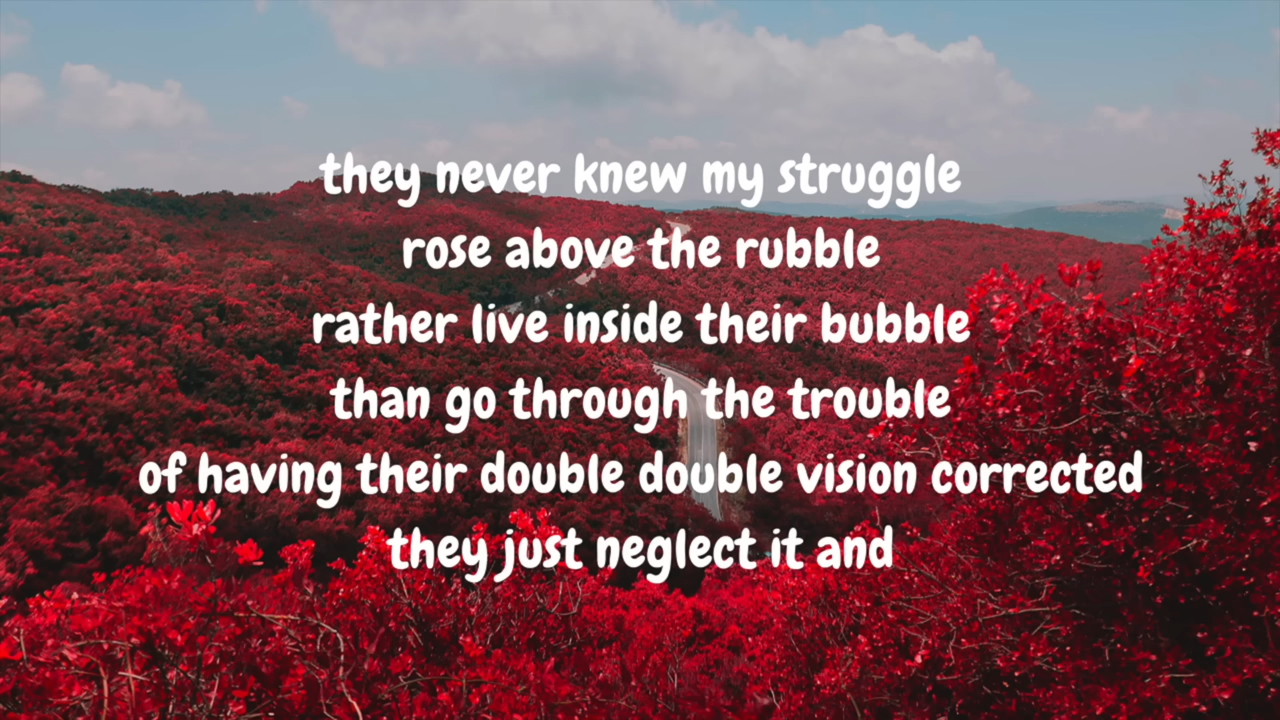 they never knew my struggle
rose above the rubble
rather live inside their bubble
than go through the trouble
of having their double double vision corrected
they just neglect it and